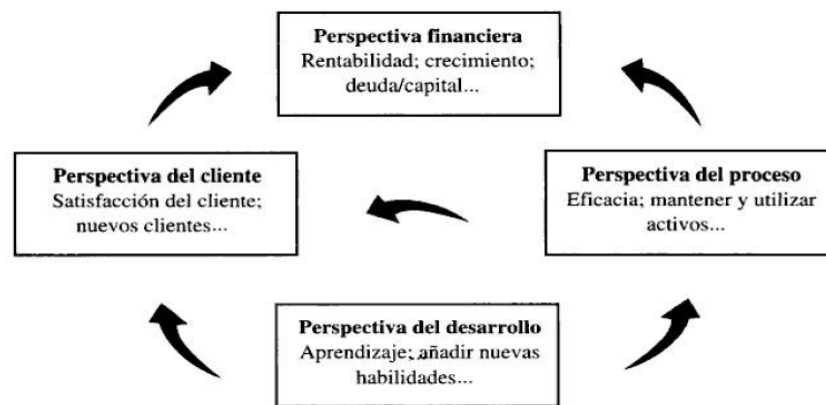 Perspectiva financiera
Rentabilidad; crecimiento;
deuda/capital...
Perspectiva del cliente
Satisfacción del cliente;
nuevos clientes...
Perspectiva del proceso
Eficacia; mantener y utilizar
activos...
Perspectiva del desarrollo
Aprendizaje; añadir nuevas
habilidades...